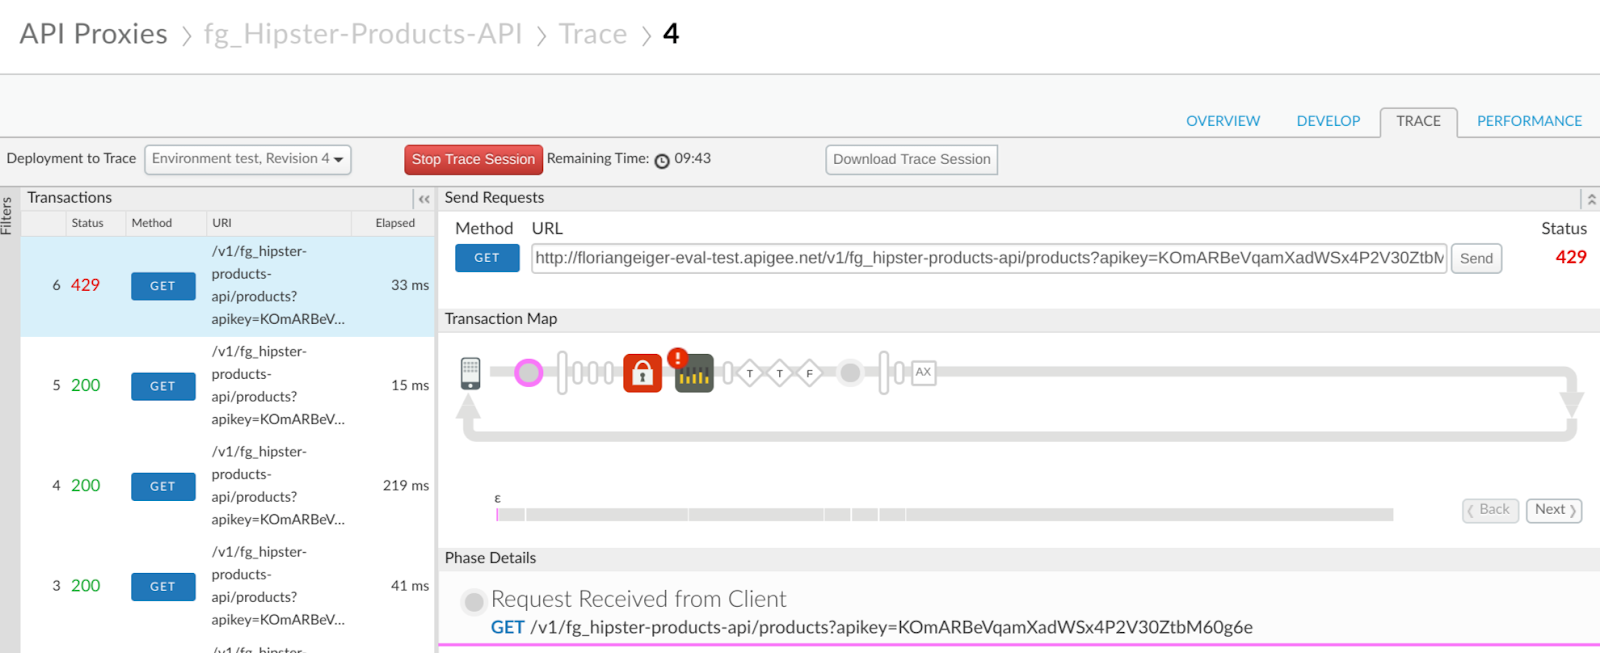 API Proxies > fg_Hipster-Products-API > Trace > 4
OVERVIEW DEVELOP TRACE PERFORMANCE
Deployment to Trace Environment test, Revision 4 Stop Trace Session Remaining Time: 09:43 Download Trace Session
Filters
Transactions «
Status Method URI Elapsed
6 429 GET /v1/fg_hipster- 33 ms
products-
api/products?
apikey=KOmARBeV...
5 200 GET /v1/fg_hipster- 15 ms
products-
api/products?
apikey=KOmARBeV...
4 200 GET /v1/fg_hipster- 219 ms
products-
api/products?
apikey=KOmARBeV...
3 200 GET /v1/fg_hipster- 41 ms
products-
api/products?
apikey=KOmARBeV...
Send Requests
Method URL Status
GET http://floriangeiger-eval-test.apigee.net/v1/fg_hipster-products-api/products?apikey=KOmARBeVqamXadWSx4P2V30ZtbM Send 429
Transaction Map
! T T F AX
ε
Back Next
Phase Details
Request Received from Client
GET /v1/fg_hipster-products-api/products?apikey=KOmARBeVqamXadWSx4P2V30ZtbM60g6e